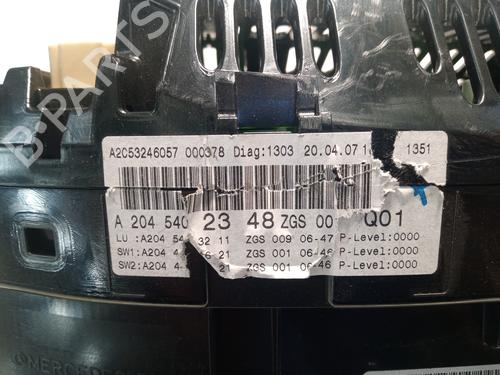 B-PARTS
A2C53246057 000378 Diag:1303 20.04.07 1351
A 204 540 23 48 ZGS 00 Q01
LU :A204 54 32 11 ZGS 009 06-47 P-Level:0000
SW1:A204 4 21 ZGS 001 06-46 P-Level:0000
SW2:A204 4 21 ZGS 001 06-46 P-Level:0000